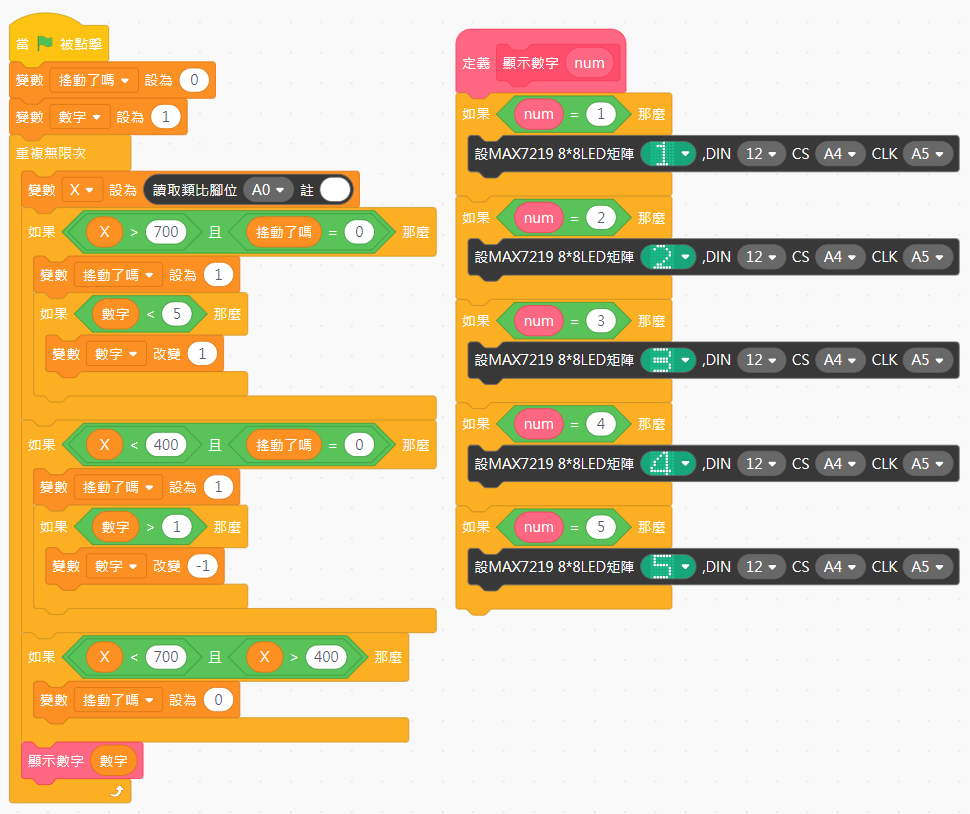 當 被點擊
變數 搖動了嗎 設為 0
變數 數字 設為 1
重複無限次
變數 X 設為 讀取類比腳位 A0 註
如果 X > 700 且 搖動了嗎 = 0 那麼
變數 搖動了嗎 設為 1
如果 數字 < 5 那麼
變數 數字 改變 1
如果 X < 400 且 搖動了嗎 = 0 那麼
變數 搖動了嗎 設為 1
如果 數字 > 1 那麼
變數 數字 改變 -1
如果 X < 700 且 X > 400 那麼
變數 搖動了嗎 設為 0
顯示數字 數字
定義 顯示數字 num
如果 num = 1 那麼
設MAX7219 8*8LED矩陣 1 ,DIN 12 CS A4 CLK A5
如果 num = 2 那麼
設MAX7219 8*8LED矩陣 2 ,DIN 12 CS A4 CLK A5
如果 num = 3 那麼
設MAX7219 8*8LED矩陣 3 ,DIN 12 CS A4 CLK A5
如果 num = 4 那麼
設MAX7219 8*8LED矩陣 4 ,DIN 12 CS A4 CLK A5
如果 num = 5 那麼
設MAX7219 8*8LED矩陣 5 ,DIN 12 CS A4 CLK A5